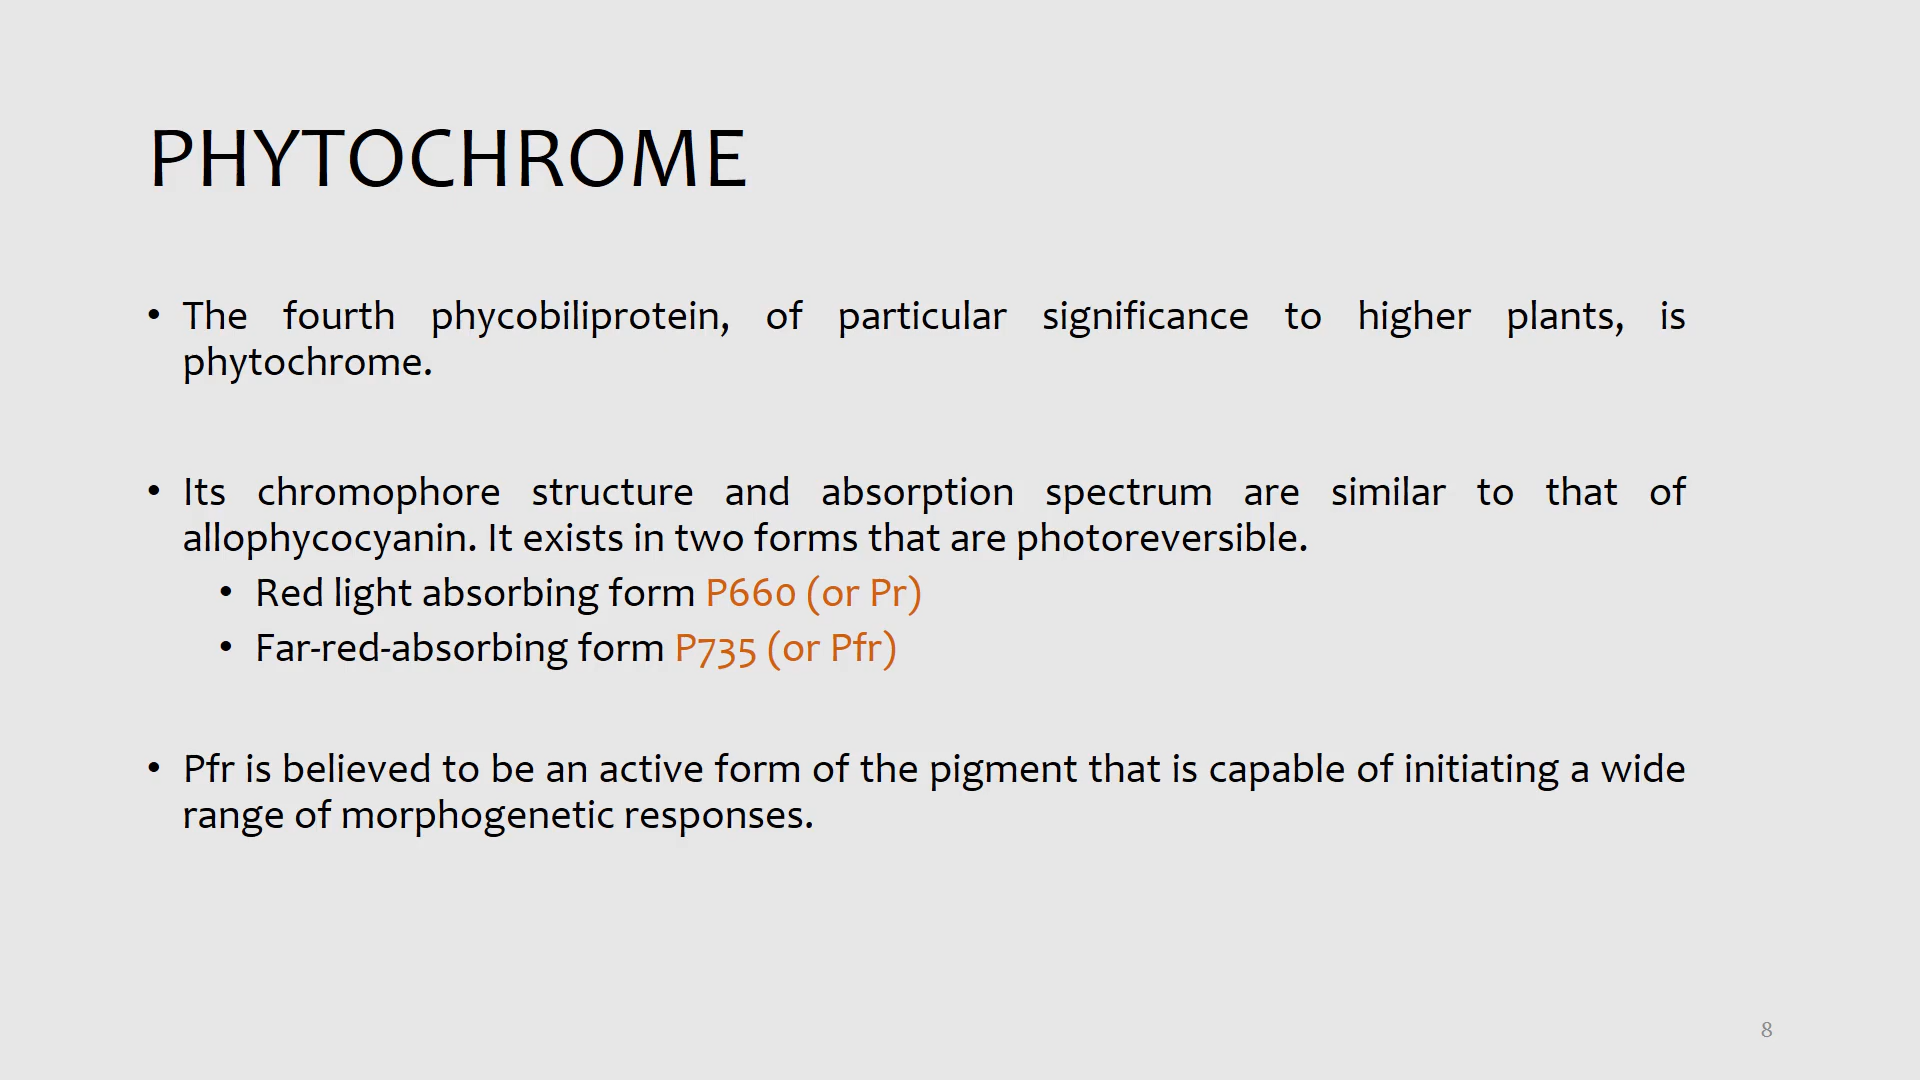 PHYTOCHROME
• The fourth phycobiliprotein, of particular significance to higher plants, is
phytochrome.
• Its chromophore structure and absorption spectrum are similar to that of
allophycocyanin. It exists in two forms that are photoreversible.
• Red light absorbing form P660 (or Pr)
• Far-red-absorbing form P735 (or Pfr)
• Pfr is believed to be an active form of the pigment that is capable of initiating a wide
range of morphogenetic responses.
8